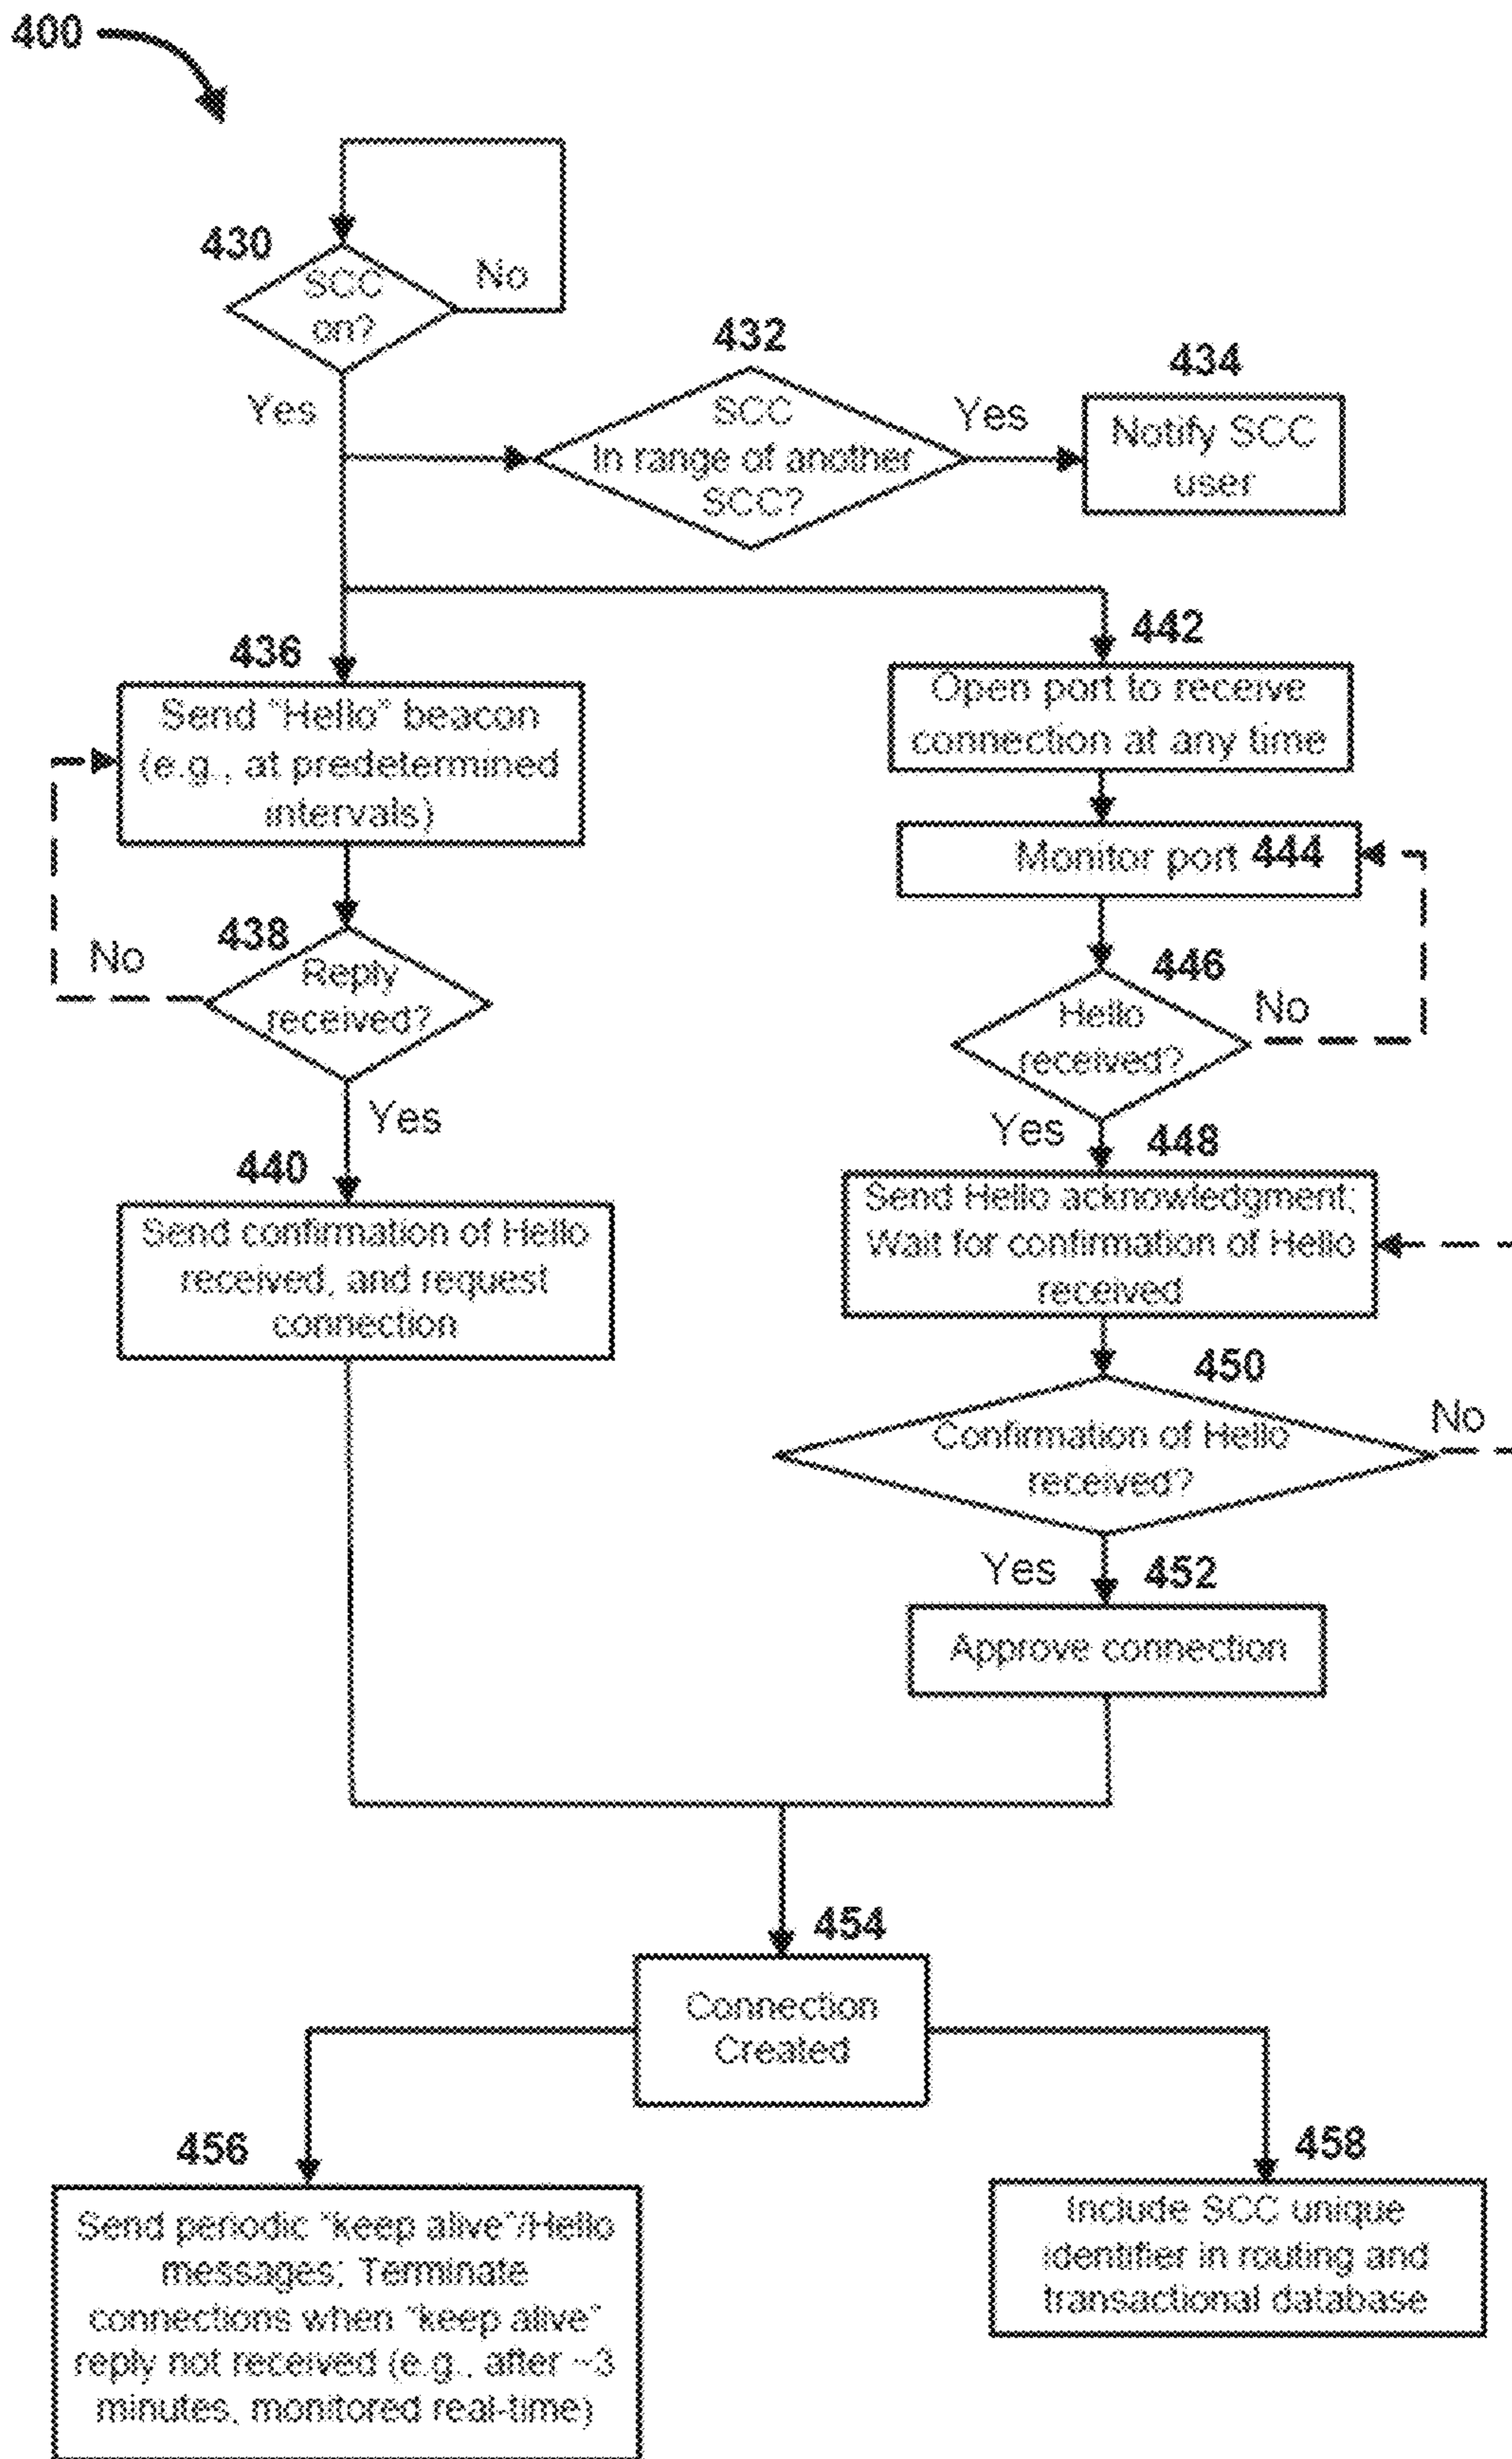 400
430
SCC
on?
No
Yes
432
SCC
In range of another
SCC?
Yes
434
Notify SCC
user
436
Send "Hello" beacon
(e.g., at predetermined
intervals)
438
Reply
received?
No
Yes
440
Send confirmation of Hello
received, and request
connection
442
Open port to receive
connection at any time
Monitor port 444
446
Hello
received?
No
Yes
448
Send Hello acknowledgment;
Wait for confirmation of Hello
received
450
Confirmation of Hello
received?
No
Yes
452
Approve connection
454
Connection
Created
456
Send periodic "keep alive"/Hello
messages; Terminate
connections when "keep alive"
reply not received (e.g., after ~3
minutes, monitored real-time)
458
Include SCC unique
identifier in routing and
transactional database